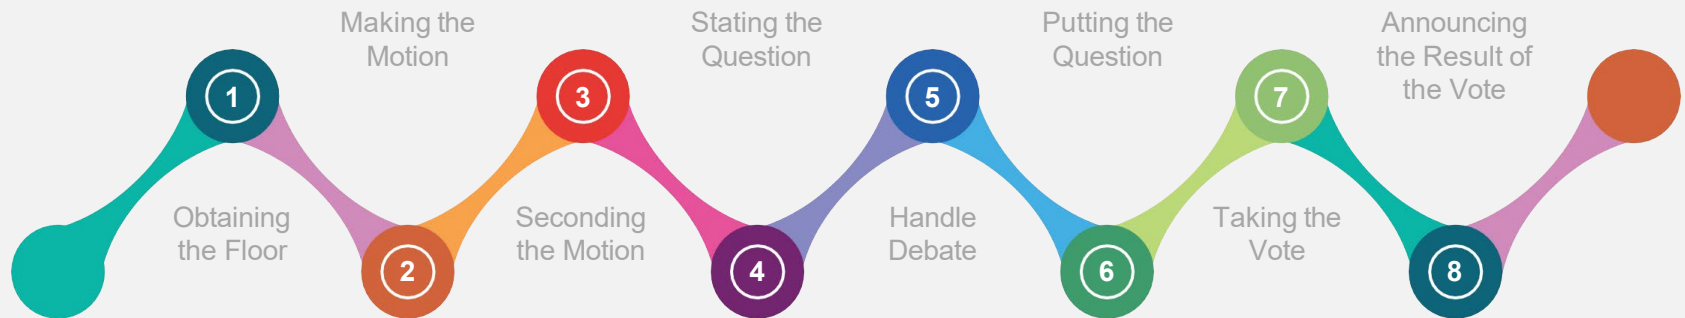 1
Obtaining
the Floor
Making the
Motion
2
3
Seconding
the Motion
Stating the
Question
4
5
Handle
Debate
Putting the
Question
6
7
Taking the
Vote
Announcing
the Result of
the Vote
8